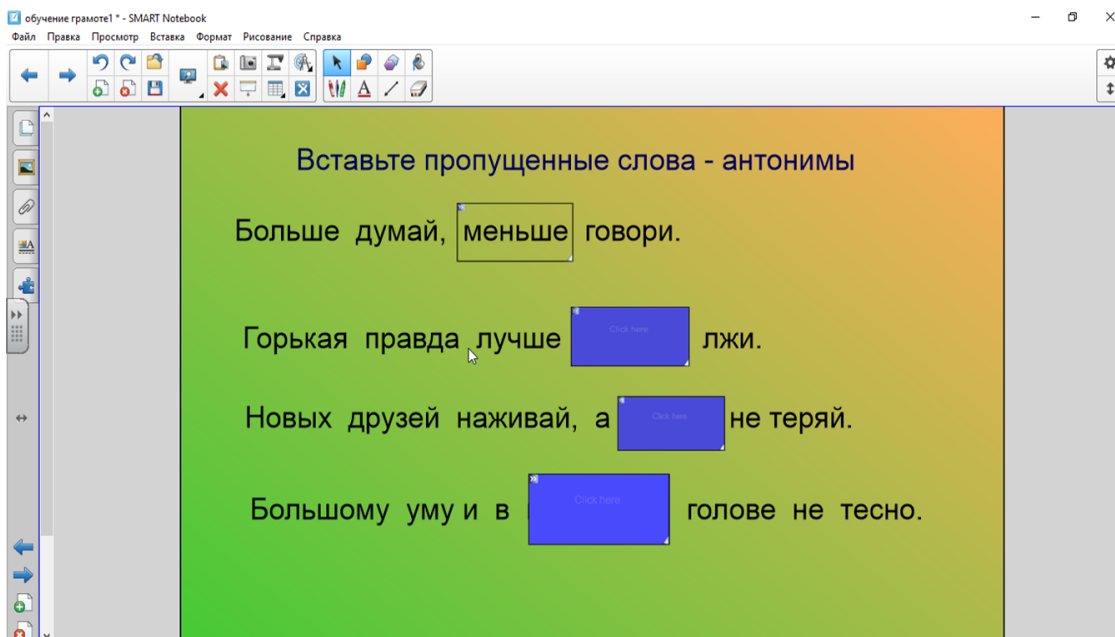 обучение грамоте1 * - SMART Notebook
Файл Правка Просмотр Вставка Формат Рисование Справка
Вставьте пропущенные слова - антонимы
Больше думай, меньше говори.
Горькая правда лучше Click here лжи.
Новых друзей наживай, а Click here не теряй.
Большому уму и в Click here голове не тесно.